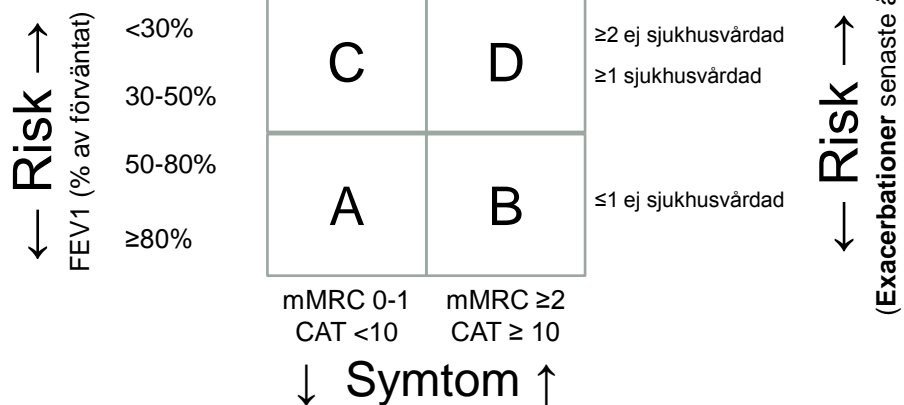 ← Risk →
FEV1 (% av förväntat)
<30%
30-50%
50-80%
≥80%
C
D
A
B
≥2 ej sjukhusvårdad
≥1 sjukhusvårdad
≤1 ej sjukhusvårdad
← Risk →
(Exacerbationer senaste
mMRC 0-1
CAT <10
mMRC ≥2
CAT ≥ 10
↓ Symtom ↑